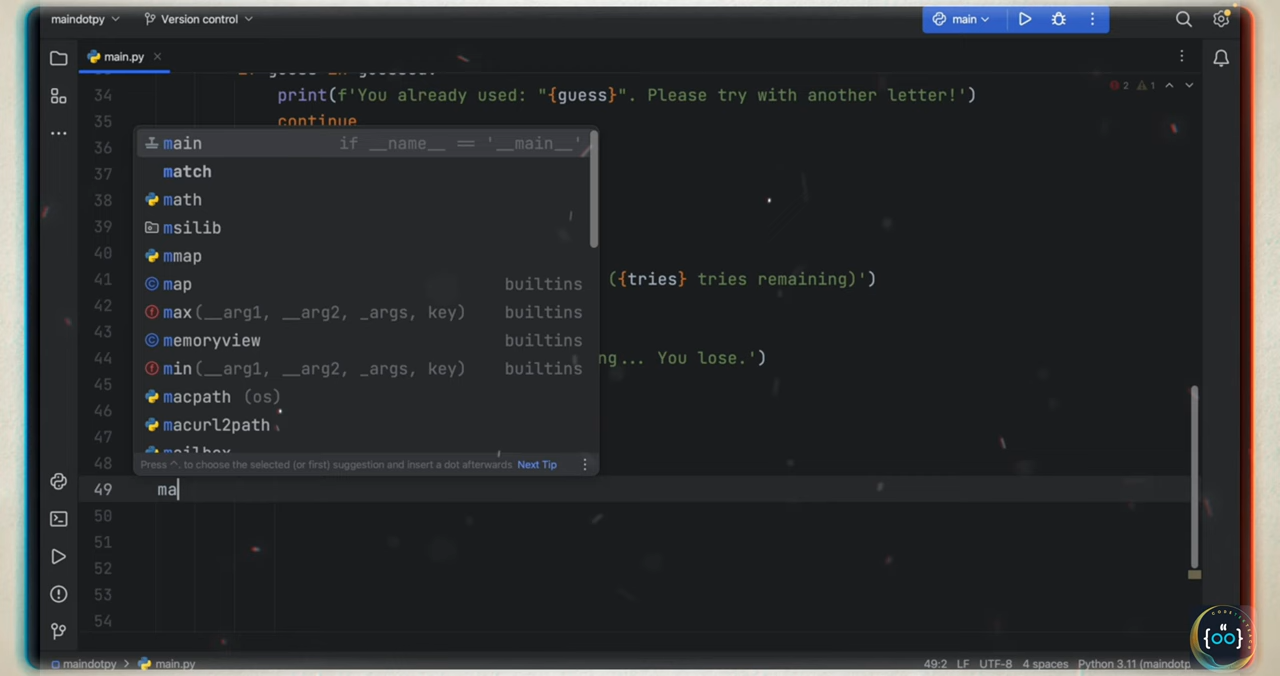 maindotpy
Version control
main
main.py
34 print(f'You already used: "{guess}". Please try with another letter!')
35 continue
36
37
38
39
40
41 ({tries} tries remaining)')
42
43
44 ng... You lose.')
45
46
47
48
49 ma
50
51
52
53
54
2 1
main if __name__ == '__main__'
match
math
msilib
mmap
map builtins
max(__arg1, __arg2, _args, key) builtins
memoryview builtins
min(__arg1, __arg2, _args, key) builtins
macpath (os)
macurl2path
mailbox
Press ^. to choose the selected (or first) suggestion and insert a dot afterwards Next Tip
maindotpy > main.py
49:2 LF UTF-8 4 spaces Python 3.11 (maindotp